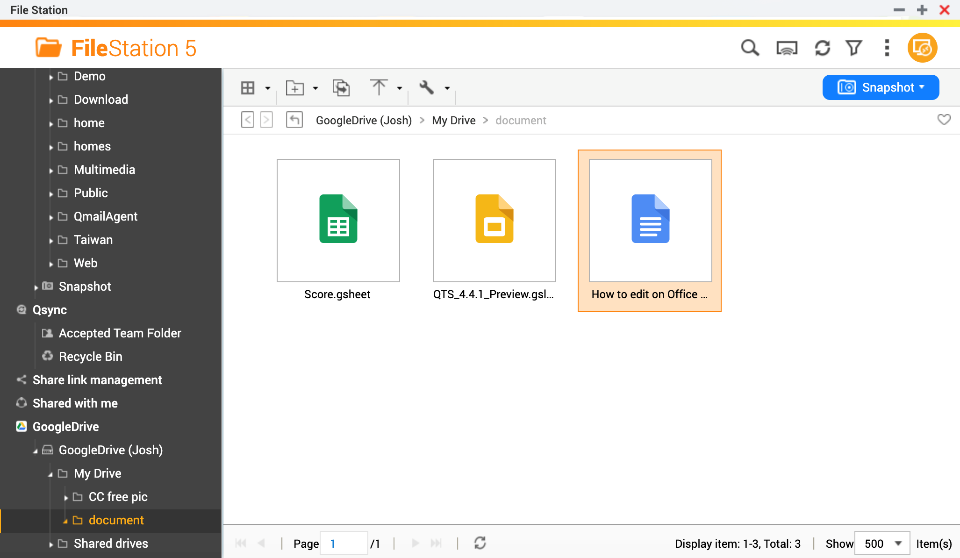 File Station
FileStation 5
Demo
Download
home
homes
Multimedia
Public
QmailAgent
Taiwan
Web
Snapshot
Qsync
Accepted Team Folder
Recycle Bin
Share link management
Shared with me
GoogleDrive
GoogleDrive (Josh)
My Drive
CC free pic
document
Shared drives
Snapshot
GoogleDrive (Josh) > My Drive > document
Score.gsheet
QTS_4.4.1_Preview.gsl...
How to edit on Office ...
Page 1 /1
Display item: 1-3, Total: 3 | Show 500 Item(s)